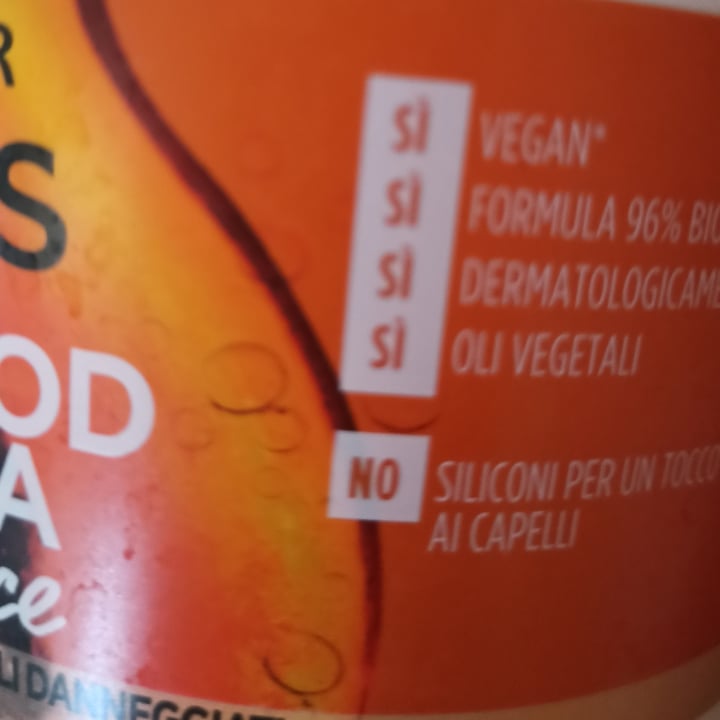 R
S
OD
A
ce
LI DANNEGGIATI
SÌ VEGAN*
SÌ FORMULA 96% BIO
SÌ DERMATOLOGICAME
SÌ OLI VEGETALI
NO SILICONI PER UN TOCCO
AI CAPELLI